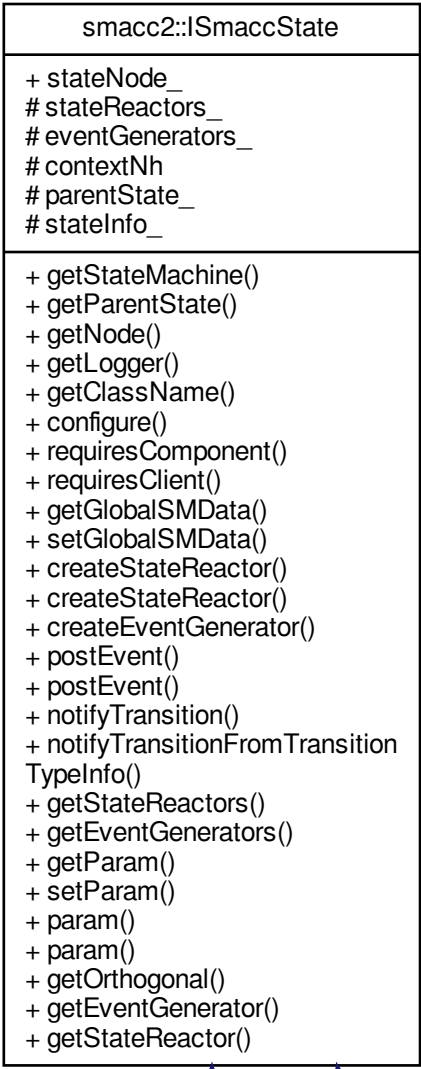 smacc2::ISmaccState
+ stateNode_
# stateReactors_
# eventGenerators_
# contextNh
# parentState_
# stateInfo_
+ getStateMachine()
+ getParentState()
+ getNode()
+ getLogger()
+ getClassName()
+ configure()
+ requiresComponent()
+ requiresClient()
+ getGlobalSMData()
+ setGlobalSMData()
+ createStateReactor()
+ createStateReactor()
+ createEventGenerator()
+ postEvent()
+ postEvent()
+ notifyTransition()
+ notifyTransitionFromTransition
TypeInfo()
+ getStateReactors()
+ getEventGenerators()
+ getParam()
+ setParam()
+ param()
+ param()
+ getOrthogonal()
+ getEventGenerator()
+ getStateReactor()